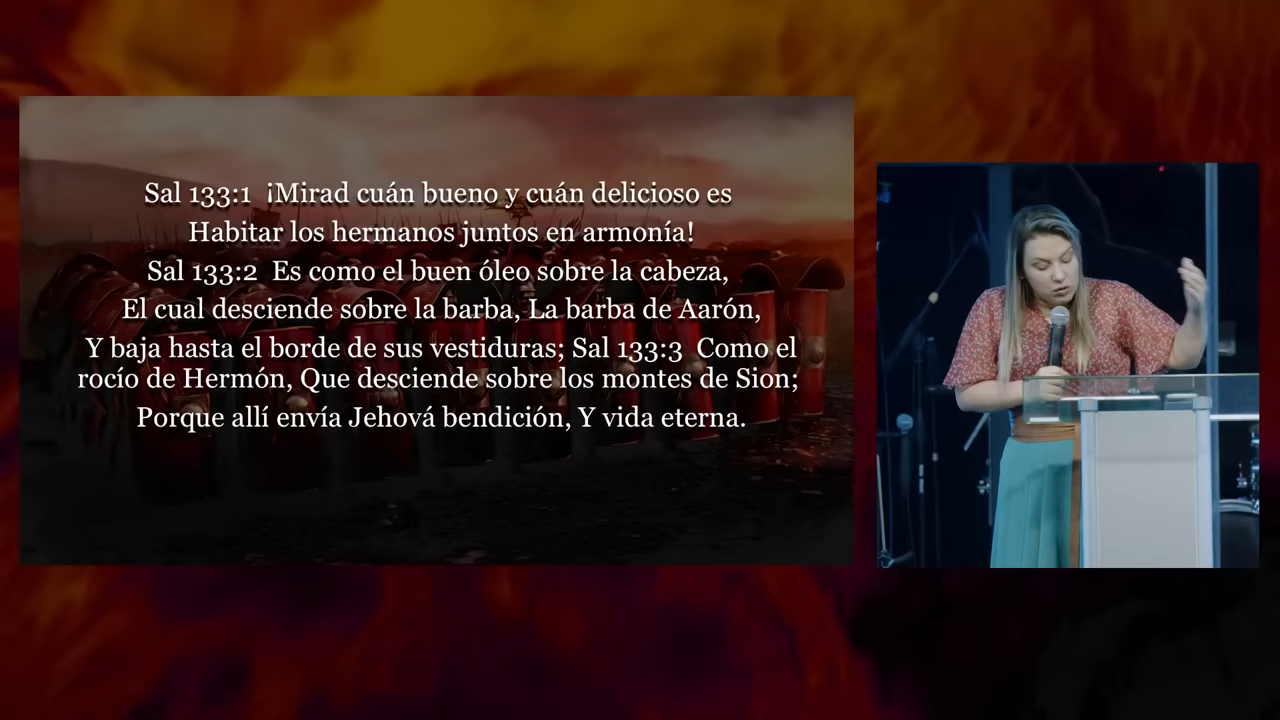 Sal 133:1  ¡Mirad cuán bueno y cuán delicioso es
Habitar los hermanos juntos en armonía!
Sal 133:2  Es como el buen óleo sobre la cabeza,
El cual desciende sobre la barba, La barba de Aarón,
Y baja hasta el borde de sus vestiduras; Sal 133:3  Como el
rocío de Hermón, Que desciende sobre los montes de Sion;
Porque allí envía Jehová bendición, Y vida eterna.